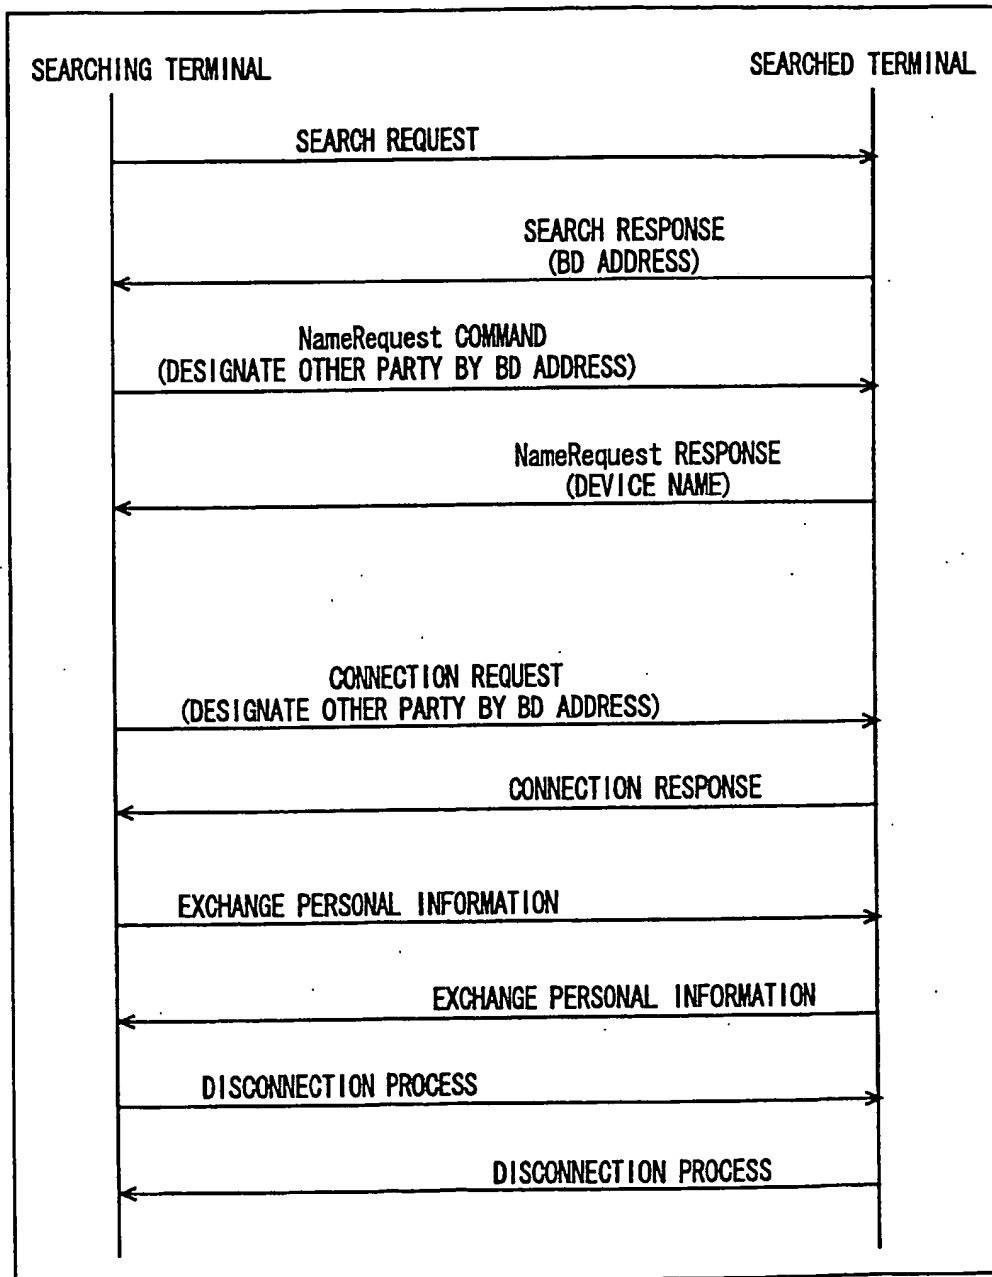 SEARCHING TERMINAL
SEARCHED TERMINAL
SEARCH REQUEST
SEARCH RESPONSE
(BD ADDRESS)
NameRequest COMMAND
(DESIGNATE OTHER PARTY BY BD ADDRESS)
NameRequest RESPONSE
(DEVICE NAME)
CONNECTION REQUEST
(DESIGNATE OTHER PARTY BY BD ADDRESS)
CONNECTION RESPONSE
EXCHANGE PERSONAL INFORMATION
EXCHANGE PERSONAL INFORMATION
DISCONNECTION PROCESS
DISCONNECTION PROCESS